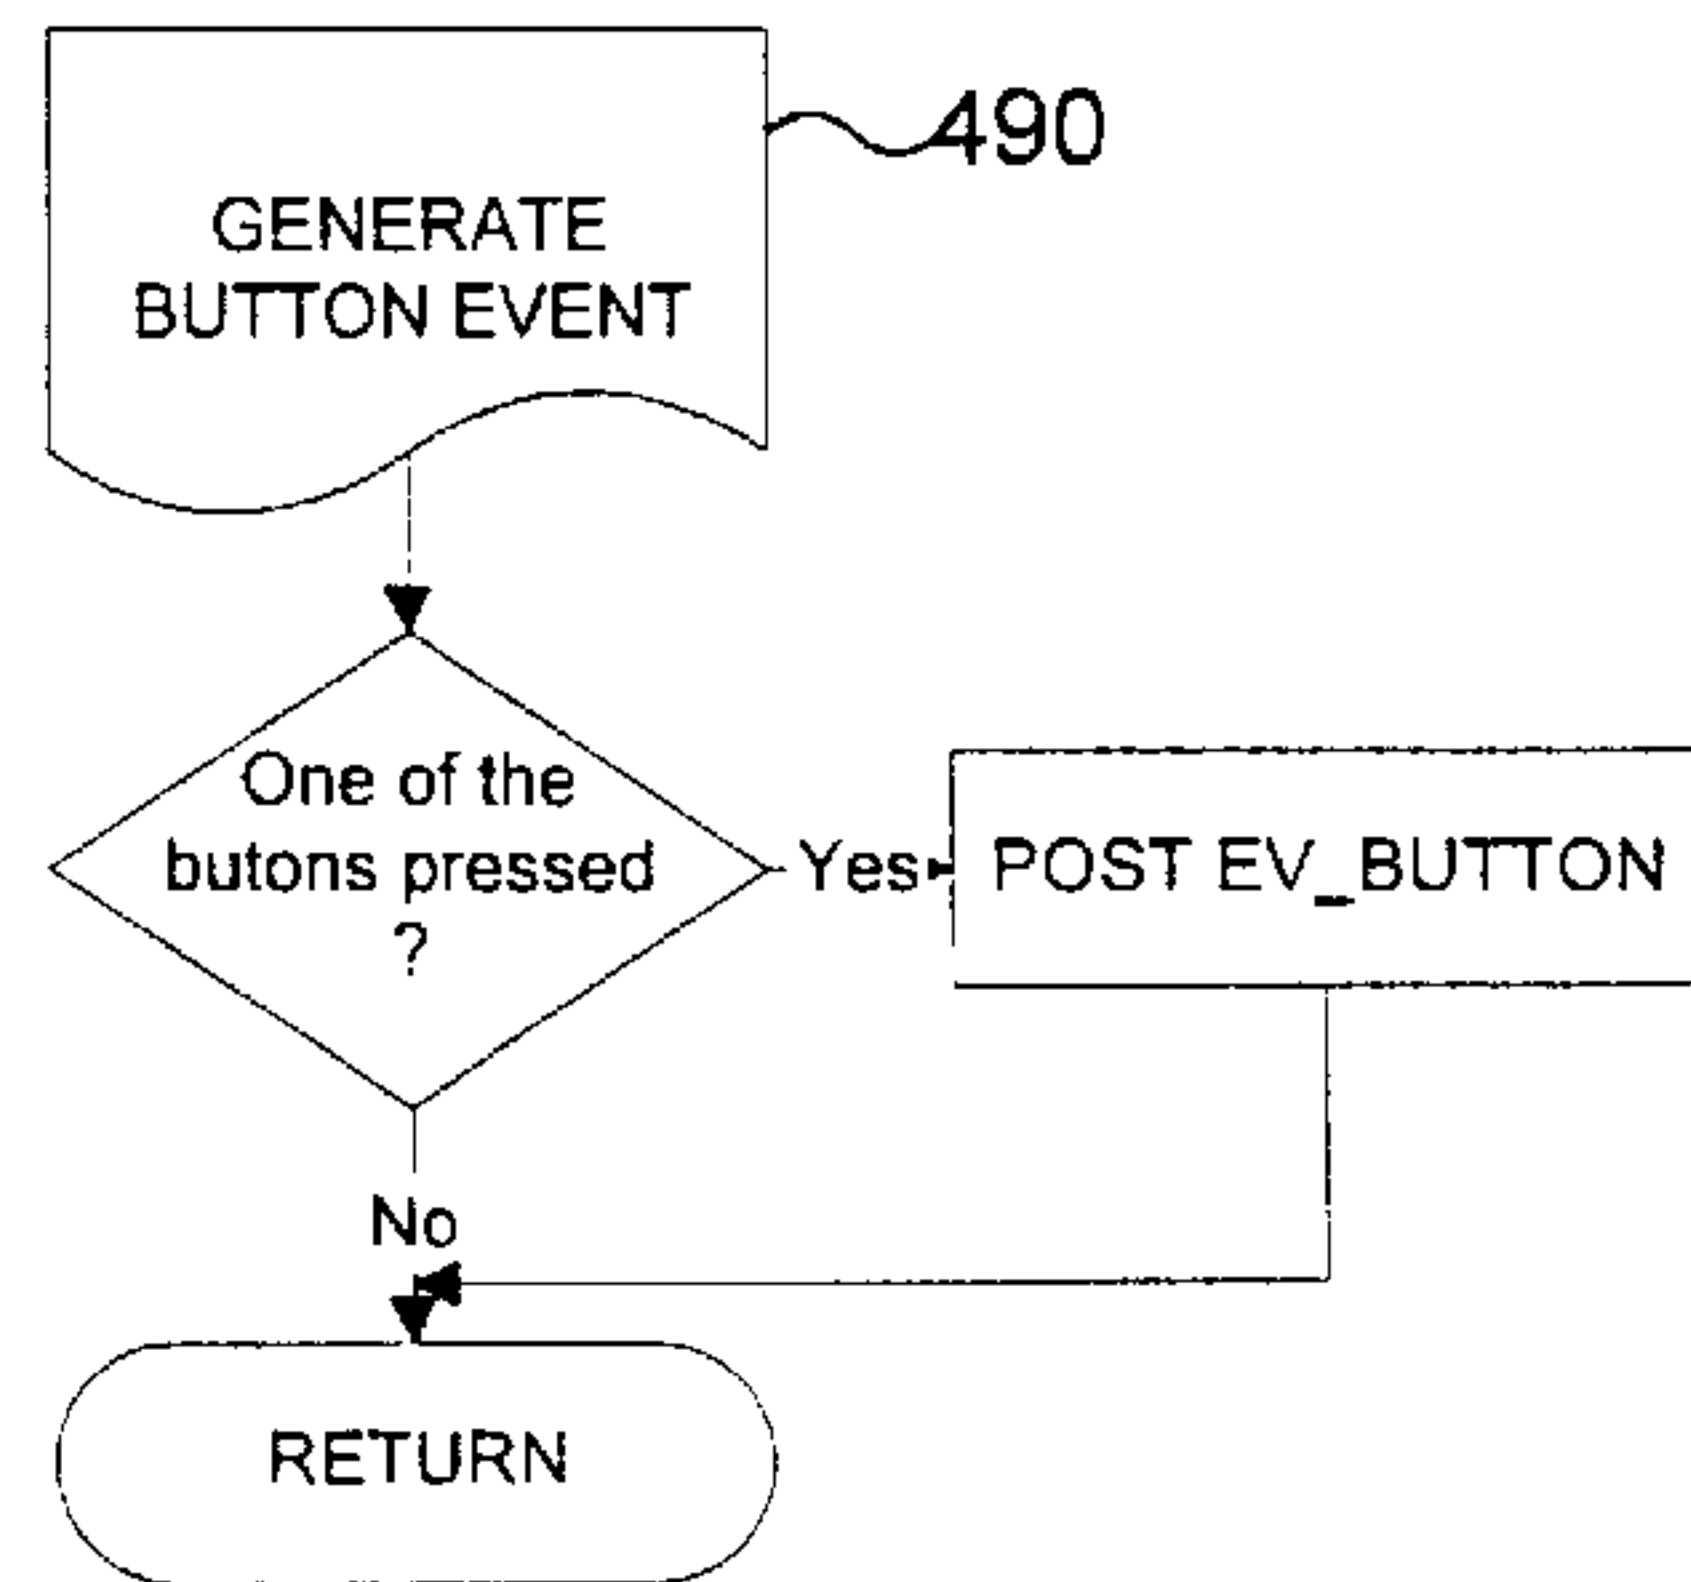 490
GENERATE
BUTTON EVENT
One of the
butons pressed
?
Yes
POST EV_BUTTON
No
RETURN